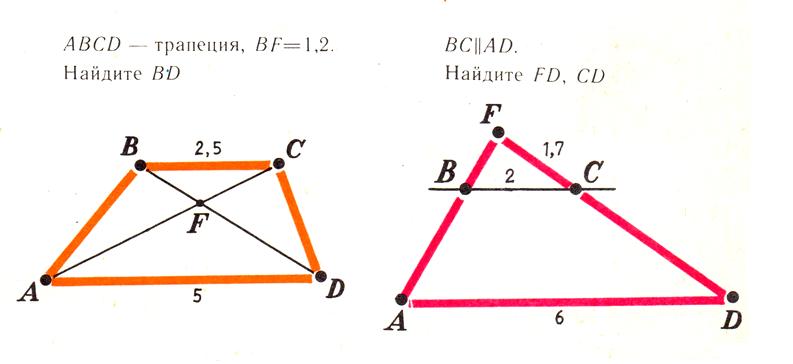 ABCD — трапеция, BF=1,2.
Найдите BD
B
2,5
C
F
A
5
D
BC∥AD.
Найдите FD, CD
F
1,7
B
2
C
A
6
D